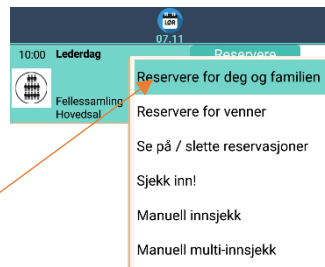 LØR
07.11
10:00 Lederdag Reservere
Reservere for deg og familien
Fellessamling
Hovedsal
Reservere for venner
Se på / slette reservasjoner
Sjekk inn!
Manuell innsjekk
Manuell multi-innsjekk